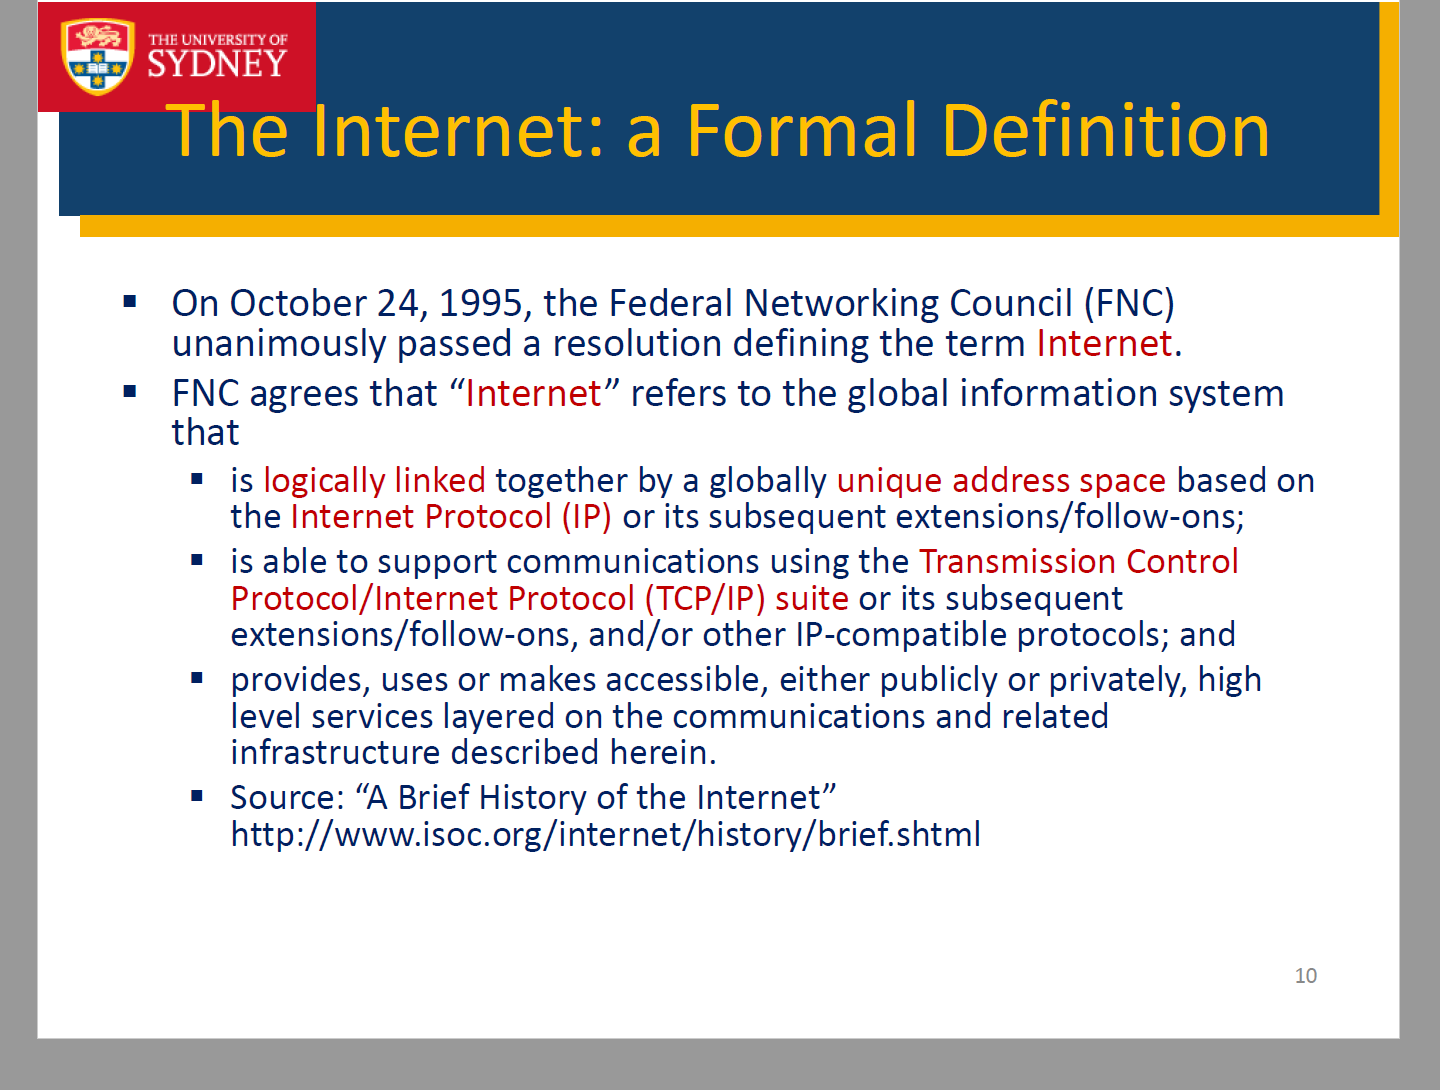 THE UNIVERSITY OF
SYDNEY
The Internet: a Formal Definition
On October 24, 1995, the Federal Networking Council (FNC)
unanimously passed a resolution defining the term Internet.
FNC agrees that “Internet” refers to the global information system
that
is logically linked together by a globally unique address space based on
the Internet Protocol (IP) or its subsequent extensions/follow-ons;
is able to support communications using the Transmission Control
Protocol/Internet Protocol (TCP/IP) suite or its subsequent
extensions/follow-ons, and/or other IP-compatible protocols; and
provides, uses or makes accessible, either publicly or privately, high
level services layered on the communications and related
infrastructure described herein.
Source: “A Brief History of the Internet”
http://www.isoc.org/internet/history/brief.shtml
10